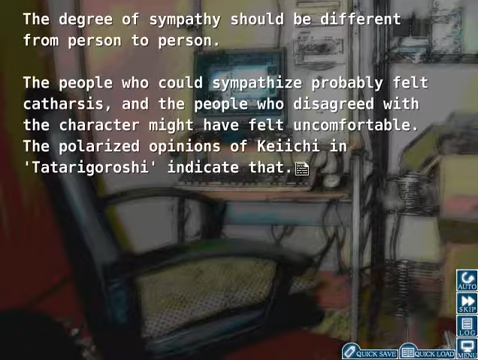 The degree of sympathy should be different
from person to person.
The people who could sympathize probably felt
catharsis, and the people who disagreed with
the character might have felt uncomfortable.
The polarized opinions of Keiichi in
'Tatarigoroshi' indicate that.
AUTO
SKIP
LOG
QUICK SAVE
QUICK LOAD
MENU